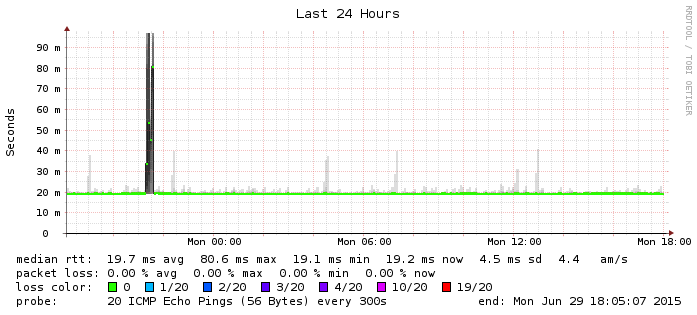 Last 24 Hours
RRDTOOL / TOBI OETIKER
Seconds
90 m
80 m
70 m
60 m
50 m
40 m
30 m
20 m
10 m
0
Mon 00:00 Mon 06:00 Mon 12:00 Mon 18:00
median rtt: 19.7 ms avg 80.6 ms max 19.1 ms min 19.2 ms now 4.5 ms sd 4.4 am/s
packet loss: 0.00 % avg 0.00 % max 0.00 % min 0.00 % now
loss color: 0 1/20 2/20 3/20 4/20 10/20 19/20
probe: 20 ICMP Echo Pings (56 Bytes) every 300s end: Mon Jun 29 18:05:07 2015